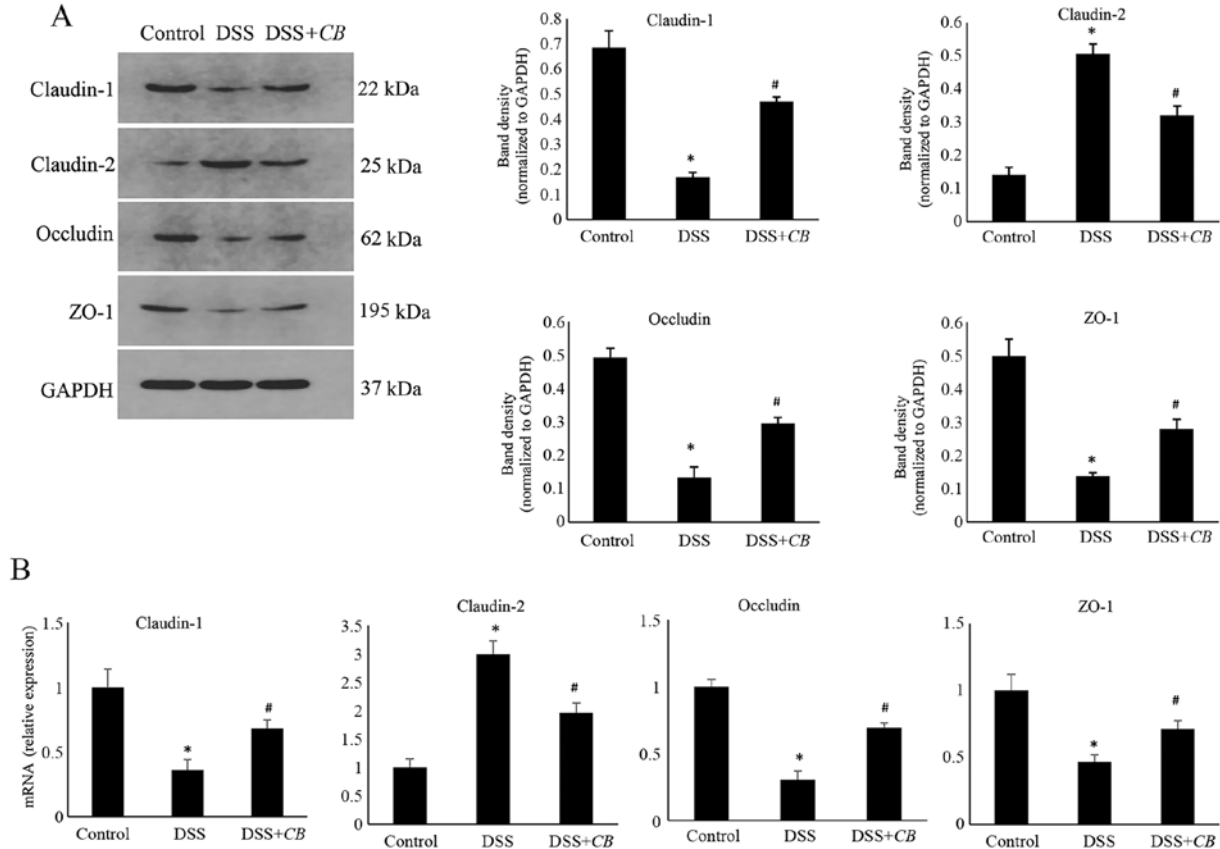 A
Control DSS DSS+CB
Claudin-1 22 kDa
Claudin-2 25 kDa
Occludin 62 kDa
ZO-1 195 kDa
GAPDH 37 kDa
Claudin-1
Band density
(normalized to GAPDH)
0.8
0.7
0.6
0.5
0.4
0.3
0.2
0.1
0
*
#
Control DSS DSS+CB
Claudin-2
Band density
(normalized to GAPDH)
0.6
0.5
0.4
0.3
0.2
0.1
0
*
#
Control DSS DSS+CB
Occludin
Band density
(normalized to GAPDH)
0.6
0.5
0.4
0.3
0.2
0.1
0
*
#
Control DSS DSS+CB
ZO-1
Band density
(normalized to GAPDH)
0.6
0.5
0.4
0.3
0.2
0.1
0
*
#
Control DSS DSS+CB
B
Claudin-1
mRNA (relative expression)
1.5
1
0.5
0
*
#
Control DSS DSS+CB
Claudin-2
3.5
3
2.5
2
1.5
1
0.5
0
*
#
Control DSS DSS+CB
Occludin
1.5
1
0.5
0
*
#
Control DSS DSS+CB
ZO-1
1.5
1
0.5
0
*
#
Control DSS DSS+CB